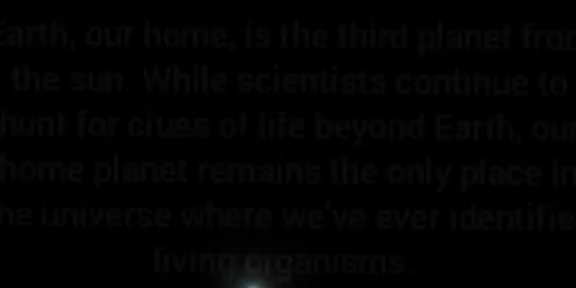 Earth, our home, is the third planet from
the sun. While scientists continue to
hunt for clues of life beyond Earth, our
home planet remains the only place in
the universe where we've ever identified
living organisms.